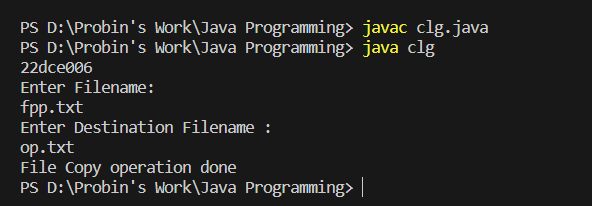 PS D:\Probin's Work\Java Programming> javac clg.java
PS D:\Probin's Work\Java Programming> java clg
22dce006
Enter Filename:
fpp.txt
Enter Destination Filename :
op.txt
File Copy operation done
PS D:\Probin's Work\Java Programming>